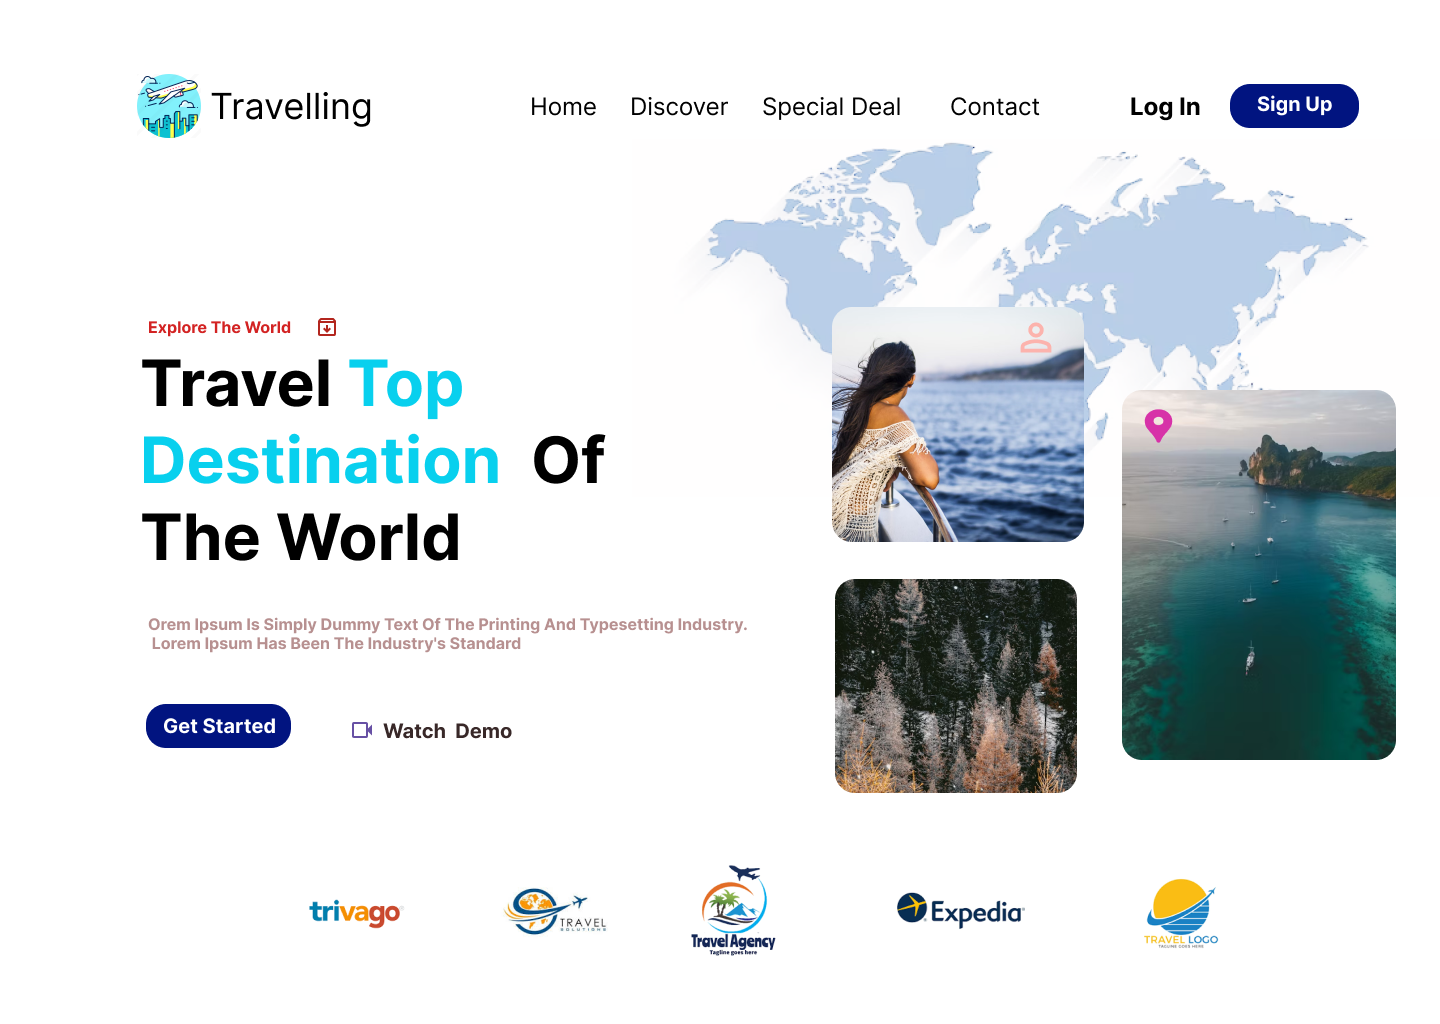 Travelling
Home Discover Special Deal Contact Log In Sign Up
Explore The World
Travel Top
Destination Of
The World
Orem Ipsum Is Simply Dummy Text Of The Printing And Typesetting Industry.
Lorem Ipsum Has Been The Industry's Standard
Get Started
Watch Demo
trivago
TRAVEL
SOLUTIONS
Travel Agency
Tagline goes here
Expedia®
TRAVEL LOGO
TAGLINE GOES HERE